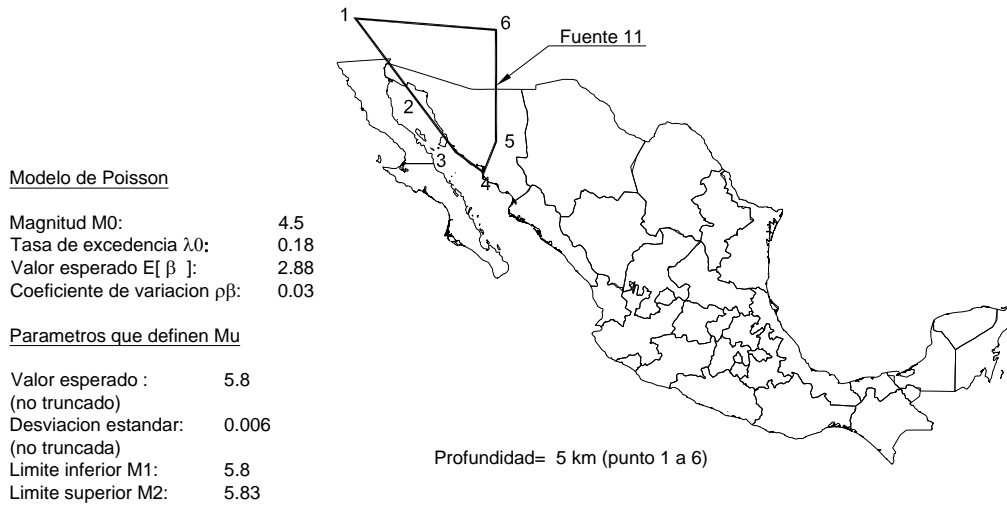 1
6
Fuente 11
2
5
3
4
Modelo de Poisson
Magnitud M0: 4.5
Tasa de excedencia λ0: 0.18
Valor esperado E[ β ]: 2.88
Coeficiente de variacion ρβ: 0.03
Parametros que definen Mu
Valor esperado : 5.8
(no truncado)
Desviacion estandar: 0.006
(no truncada)
Limite inferior M1: 5.8
Limite superior M2: 5.83
Profundidad= 5 km (punto 1 a 6)